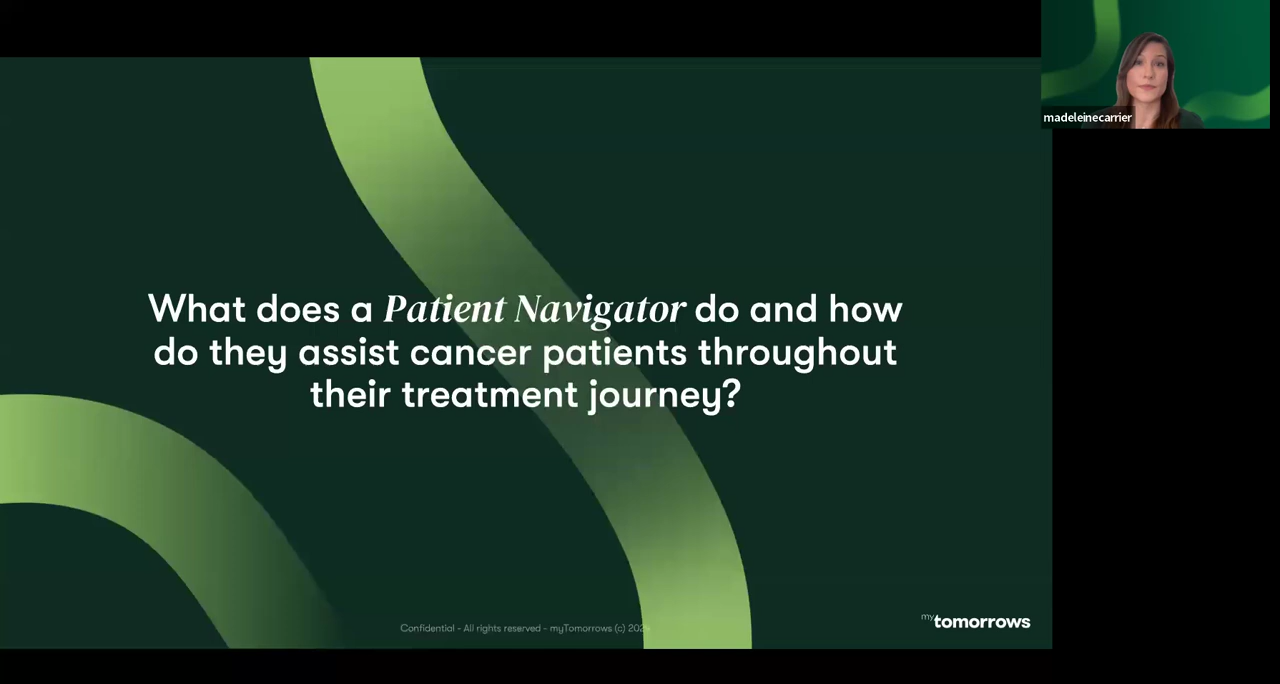 madeleinecarrier
What does a Patient Navigator do and how
do they assist cancer patients throughout
their treatment journey?
Confidential - All rights reserved - myTomorrows (c)
my tomorrows